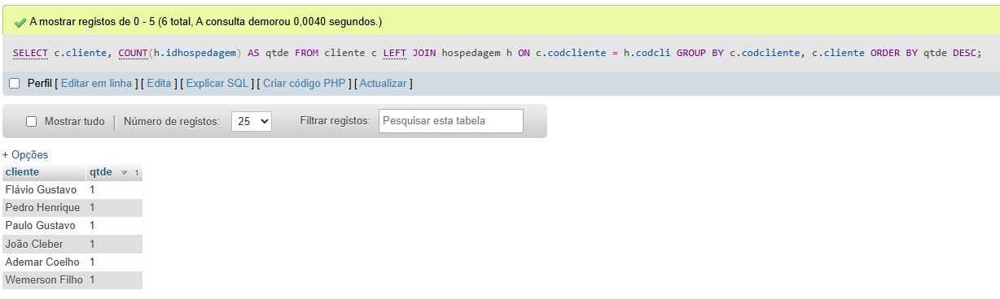 A mostrar registos de 0 - 5 (6 total, A consulta demorou 0,0040 segundos.)
SELECT c.cliente, COUNT(h.idhospedagem) AS qtde FROM cliente c LEFT JOIN hospedagem h ON c.codcliente = h.codcli GROUP BY c.codcliente, c.cliente ORDER BY qtde DESC;
Perfil [ Editar em linha ] [ Edita ] [ Explicar SQL ] [ Criar código PHP ] [ Actualizar ]
Mostrar tudo | Número de registos: 25 Filtrar registos: Pesquisar esta tabela
+ Opções
cliente qtde 1
Flávio Gustavo 1
Pedro Henrique 1
Paulo Gustavo 1
João Cleber 1
Ademar Coelho 1
Wemerson Filho 1